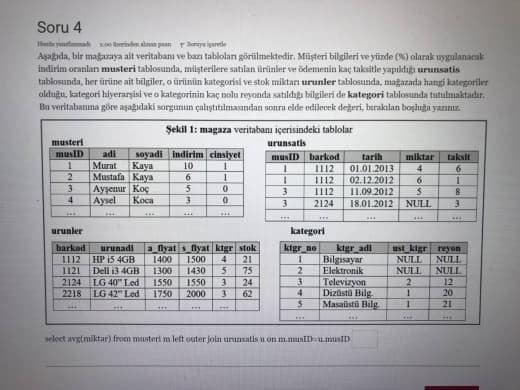 Soru 4
Henüz yanıtlanmadı 2,00 üzerinden alınan puan Soruyu işaretle
Aşağıda, bir mağazaya ait veritabanı ve bazı tabloları görülmektedir. Müşteri bilgileri ve yüzde (%) olarak uygulanacak
indirim oranları musteri tablosunda, müşterilere satılan ürünler ve ödemenin kaç taksitle yapıldığı urunsatis
tablosunda, her ürüne ait bilgiler, o ürünün kategorisi ve stok miktarı urunler tablosunda, mağazada hangi kategoriler
olduğu, kategori hiyerarşisi ve o kategorinin kaç nolu reyonda satıldığı bilgileri de kategori tablosunda tutulmaktadır.
Bu veritabanına göre aşağıdaki sorgunun çalıştırılmasından sonra elde edilecek değeri, bırakılan boşluğa yazınız.
Şekil 1: magaza veritabanı içerisindeki tablolar
musteri
musID adi soyadi indirim cinsiyet
1 Murat Kaya 10 1
2 Mustafa Kaya 6 1
3 Ayşenur Koç 5 0
4 Aysel Koca 3 0
... ... ... ... ...
urunsatis
musID barkod tarih miktar taksit
1 1112 01.01.2013 4 6
1 1112 02.12.2012 6 1
3 1112 11.09.2012 5 8
3 2124 18.01.2012 NULL 3
... ... ... ... ...
urunler
barkod urunadi a_fiyat s_fiyat ktgr stok
1112 HP i5 4GB 1400 1500 4 21
1121 Dell i3 4GB 1300 1430 5 75
2124 LG 40" Led 1550 1550 3 24
2218 LG 42" Led 1750 2000 3 62
... ... ... ... ... ...
kategori
ktgr_no ktgr_adi ust_ktgr reyon
1 Bilgisayar NULL NULL
2 Elektronik NULL NULL
3 Televizyon 2 12
4 Dizüstü Bilg. 1 20
5 Masaüstü Bilg. 1 21
... ... ... ...
select avg(miktar) from musteri m left outer join urunsatis u on m.musID=u.musID